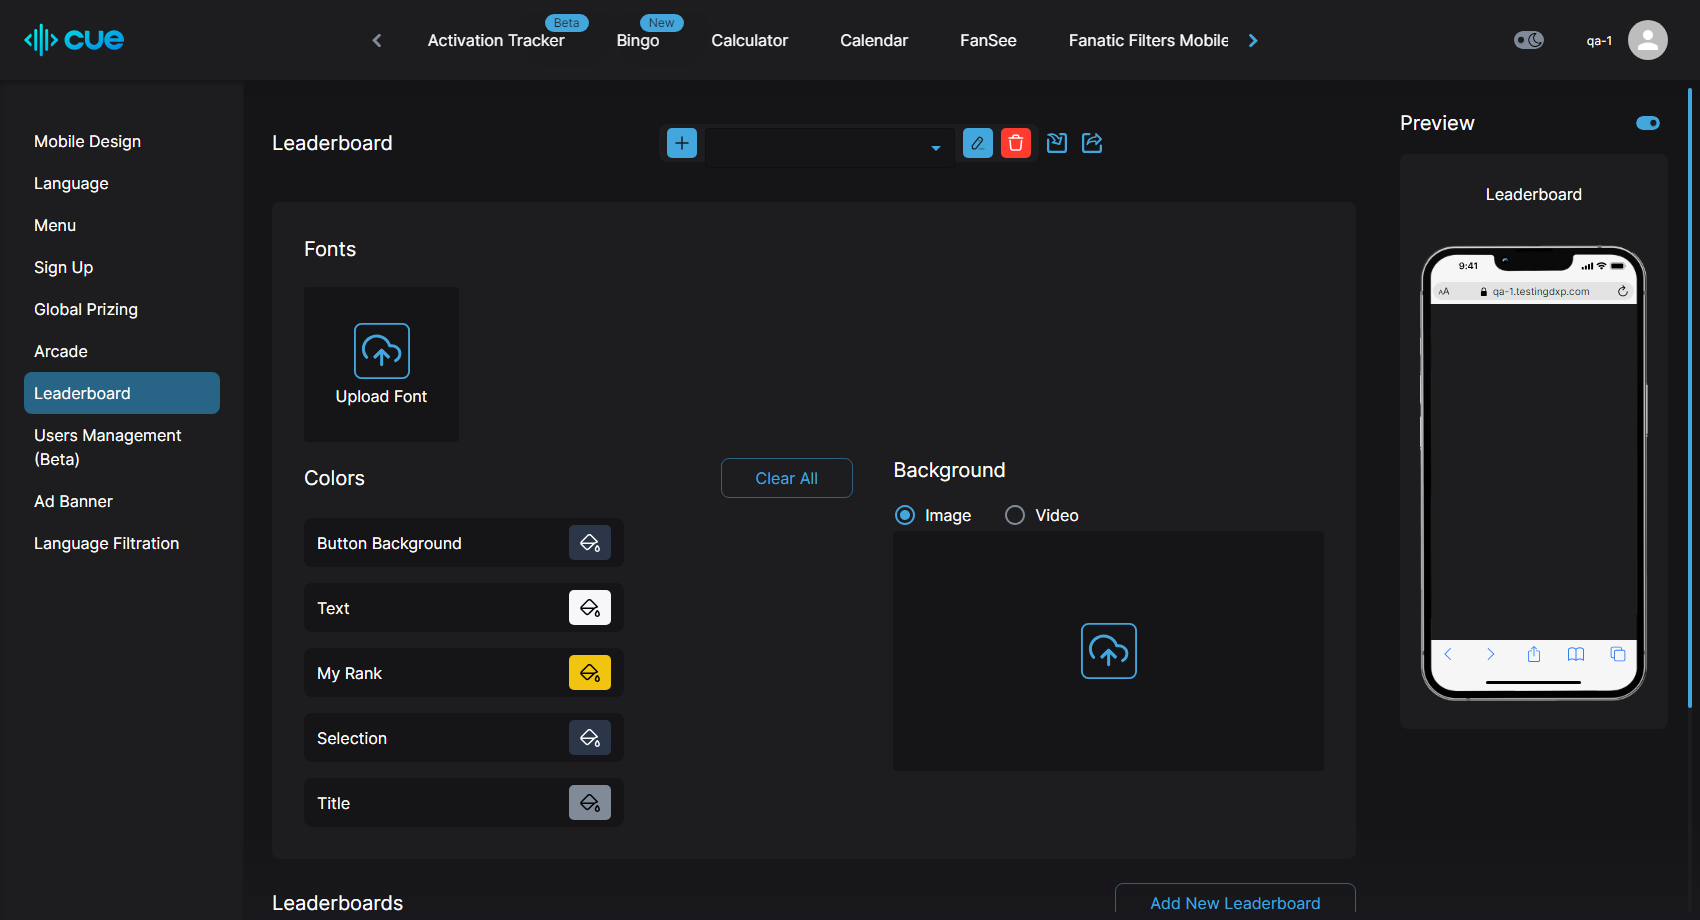 cue
Activation Tracker
Beta
Bingo
New
Calculator
Calendar
FanSee
Fanatic Filters Mobile
qa-1
Mobile Design
Language
Menu
Sign Up
Global Prizing
Arcade
Leaderboard
Users Management
(Beta)
Ad Banner
Language Filtration
Leaderboard
Fonts
Upload Font
Colors
Clear All
Button Background
Text
My Rank
Selection
Title
Background
Image
Video
Leaderboards
Add New Leaderboard
Preview
Leaderboard
9:41
AA
qa-1.testingdxp.com